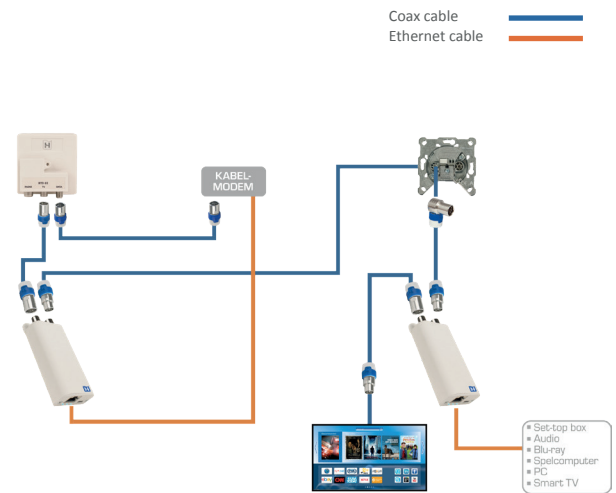 Coax cable
Ethernet cable
H
KABEL-
MODEM
Set-top box
Audio
Blu-ray
Spelcomputer
PC
Smart TV